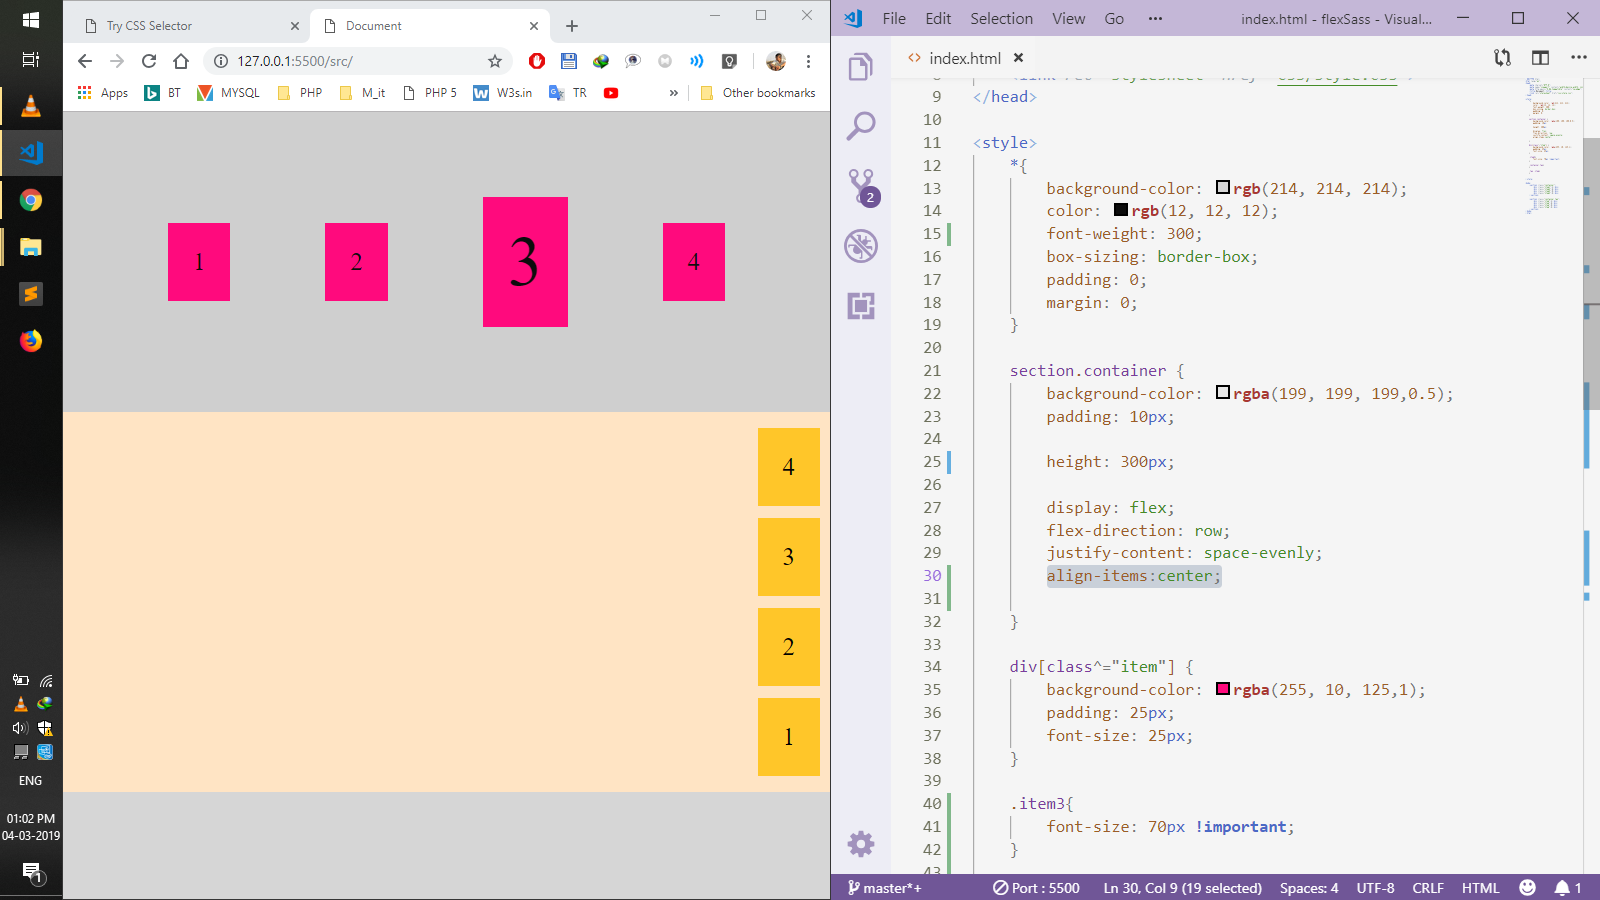 Try CSS Selector
Document
127.0.0.1:5500/src/
Apps
BT
MYSQL
PHP
M_it
PHP 5
W3s.in
TR
»
Other bookmarks
1
2
3
4
4
3
2
1
ENG
01:02 PM
04-03-2019
1
File Edit Selection View Go ···
index.html - flexSass - Visual...
index.html
2
9 </head>
10
11 <style>
12 *{
13 background-color: rgb(214, 214, 214);
14 color: rgb(12, 12, 12);
15 font-weight: 300;
16 box-sizing: border-box;
17 padding: 0;
18 margin: 0;
19 }
20
21 section.container {
22 background-color: rgba(199, 199, 199,0.5);
23 padding: 10px;
24
25 height: 300px;
26
27 display: flex;
28 flex-direction: row;
29 justify-content: space-evenly;
30 align-items:center;
31
32 }
33
34 div[class^="item"] {
35 background-color: rgba(255, 10, 125,1);
36 padding: 25px;
37 font-size: 25px;
38 }
39
40 .item3{
41 font-size: 70px !important;
42 }
master*+
Port : 5500
Ln 30, Col 9 (19 selected)
Spaces: 4
UTF-8
CRLF
HTML
1